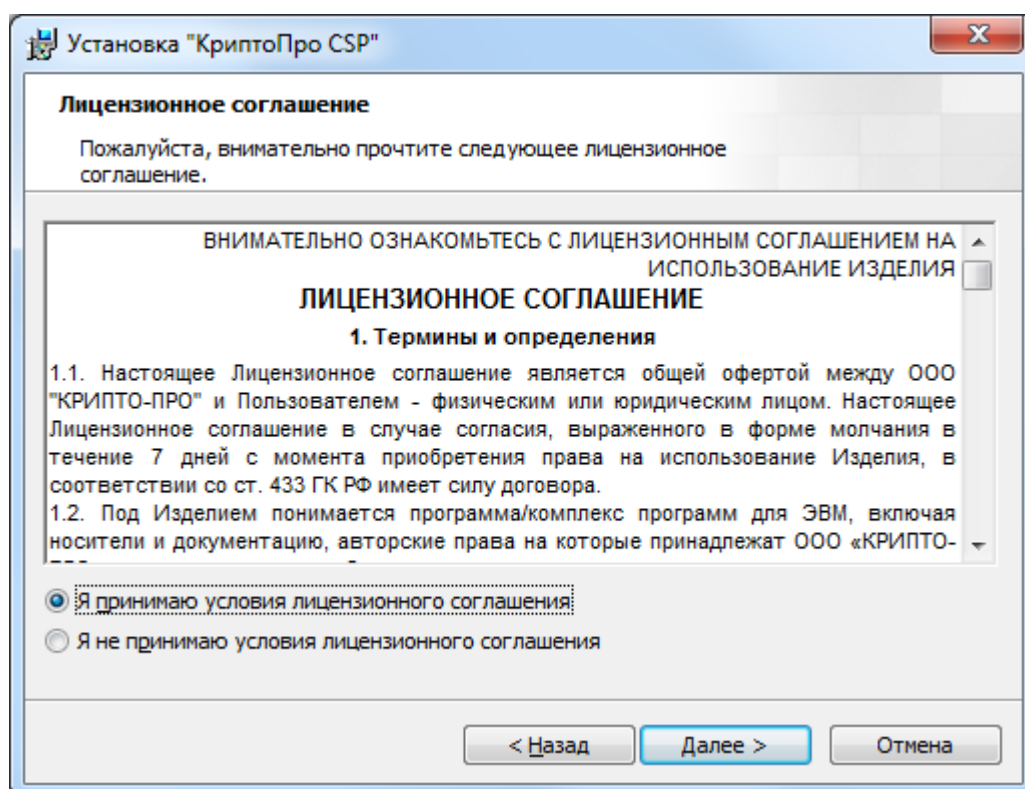 Установка "КриптоПро CSP"
Лицензионное соглашение
Пожалуйста, внимательно прочтите следующее лицензионное
соглашение.
ВНИМАТЕЛЬНО ОЗНАКОМЬТЕСЬ С ЛИЦЕНЗИОННЫМ СОГЛАШЕНИЕМ НА
ИСПОЛЬЗОВАНИЕ ИЗДЕЛИЯ
ЛИЦЕНЗИОННОЕ СОГЛАШЕНИЕ
1. Термины и определения
1.1. Настоящее Лицензионное соглашение является общей офертой между ООО
"КРИПТО-ПРО" и Пользователем - физическим или юридическим лицом. Настоящее
Лицензионное соглашение в случае согласия, выраженного в форме молчания в
течение 7 дней с момента приобретения права на использование Изделия, в
соответствии со ст. 433 ГК РФ имеет силу договора.
1.2. Под Изделием понимается программа/комплекс программ для ЭВМ, включая
носители и документацию, авторские права на которые принадлежат ООО «КРИПТО-
Я принимаю условия лицензионного соглашения
Я не принимаю условия лицензионного соглашения
< Назад
Далее >
Отмена